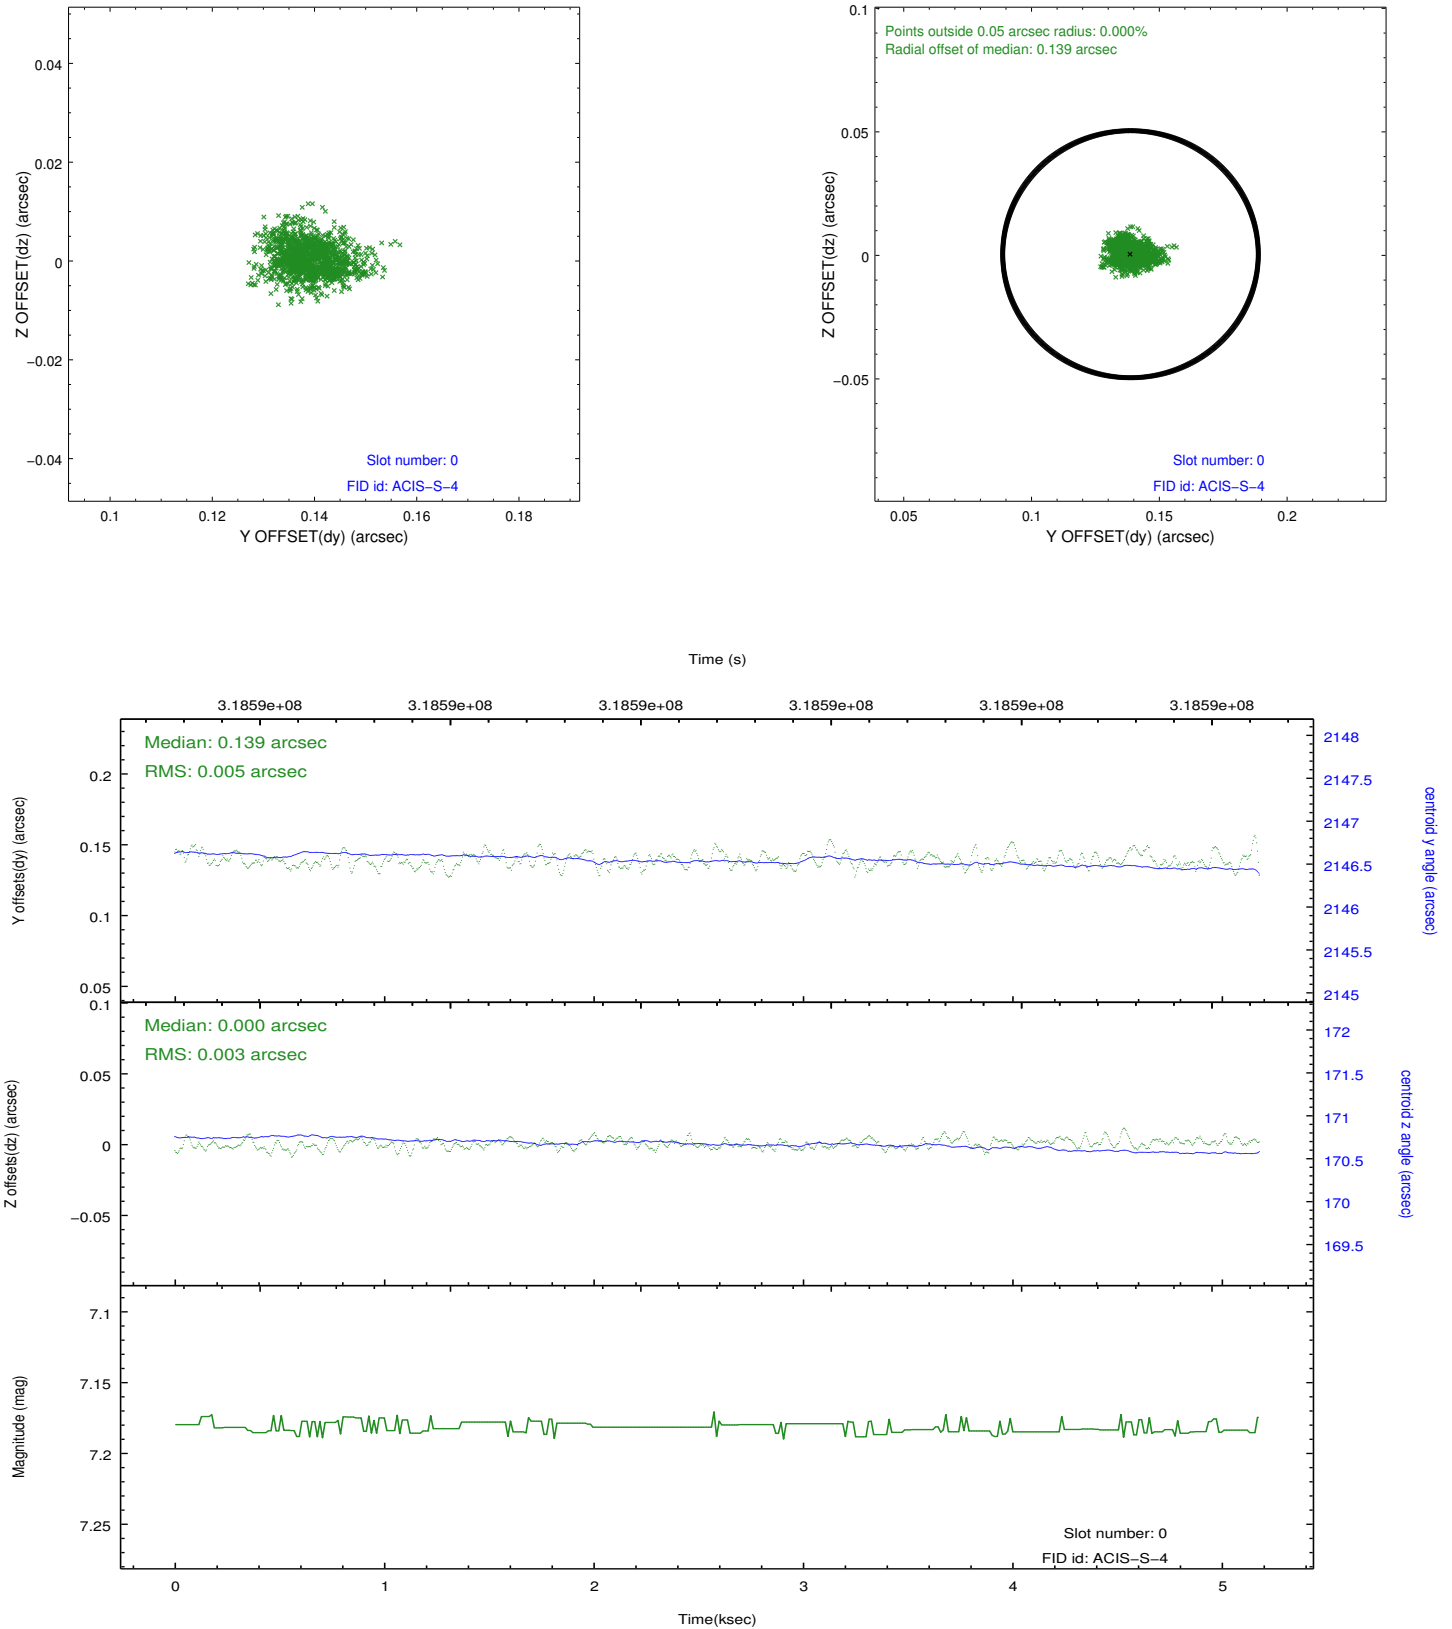 0.04
0.02
0
−0.02
−0.04
Z OFFSET(dz) (arcsec)
Slot number: 0
FID id: ACIS−S−4
0.1
0.12
0.14
0.16
0.18
Y OFFSET(dy) (arcsec)
0.1
0.05
0
−0.05
Z OFFSET(dz) (arcsec)
Points outside 0.05 arcsec radius: 0.000%
Radial offset of median: 0.139 arcsec
Slot number: 0
FID id: ACIS−S−4
0.05
0.1
0.15
0.2
Y OFFSET(dy) (arcsec)
Time (s)
3.1859e+08
3.1859e+08
3.1859e+08
3.1859e+08
3.1859e+08
3.1859e+08
Median: 0.139 arcsec
RMS: 0.005 arcsec
0.2
0.15
0.1
0.05
Y offsets(dy) (arcsec)
2148
2147.5
2147
2146.5
2146
2145.5
2145
centroid y angle (arcsec)
Median: 0.000 arcsec
RMS: 0.003 arcsec
0.1
0.05
0
−0.05
Z offsets(dz) (arcsec)
172
171.5
171
170.5
170
169.5
centroid z angle (arcsec)
7.1
7.15
7.2
7.25
Magnitude (mag)
Slot number: 0
FID id: ACIS−S−4
0
1
2
3
4
5
Time(ksec)